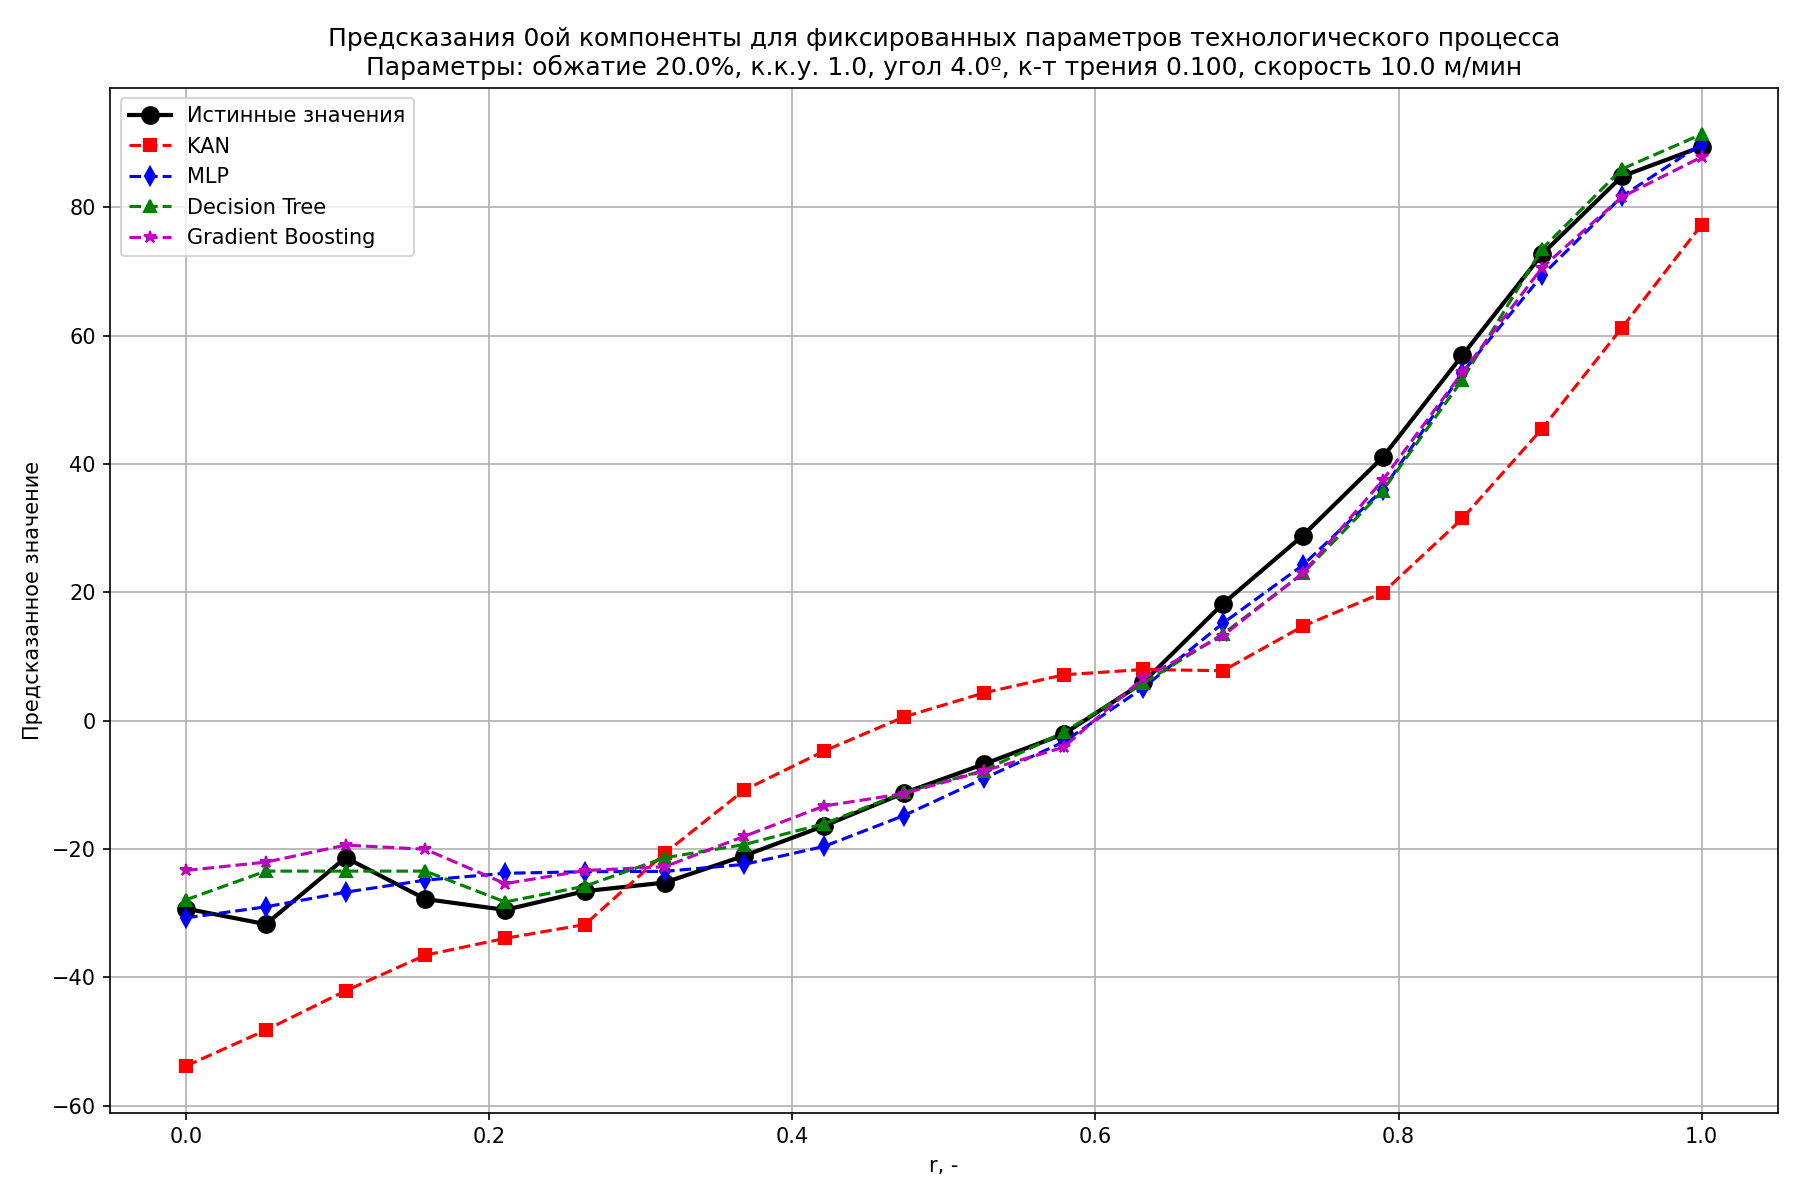 Предсказания 0ой компоненты для фиксированных параметров технологического процесса
Параметры: обжатие 20.0%, к.к.у. 1.0, угол 4.0º, к-т трения 0.100, скорость 10.0 м/мин
Истинные значения
KAN
MLP
Decision Tree
Gradient Boosting
Предсказанное значение
80
60
40
20
0
−20
−40
−60
0.0
0.2
0.4
0.6
0.8
1.0
r, -